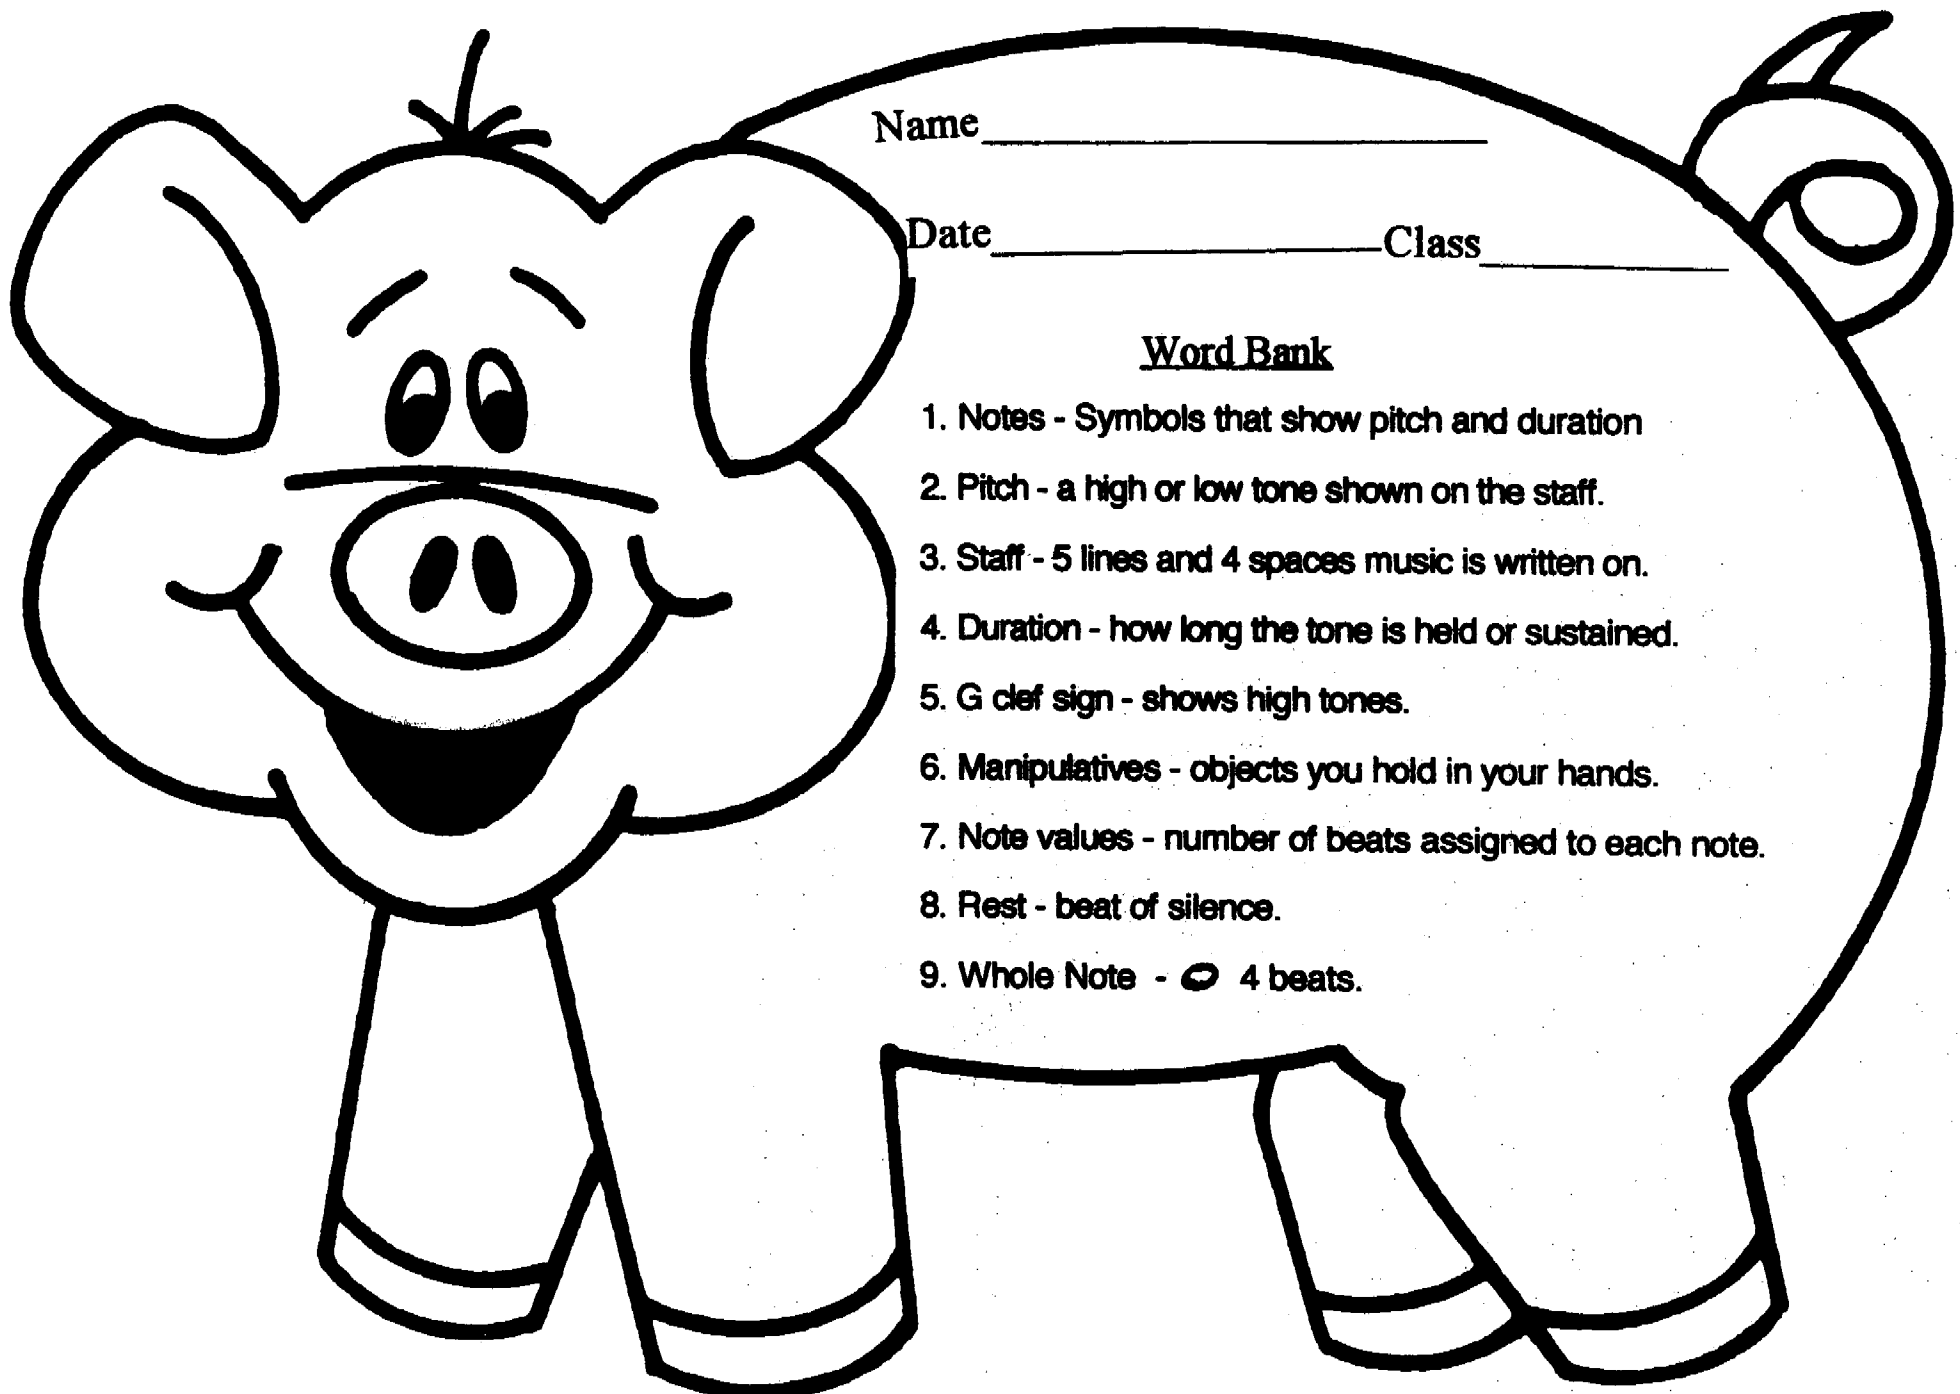 Name
Date Class
Word Bank
1. Notes - Symbols that show pitch and duration
2. Pitch - a high or low tone shown on the staff.
3. Staff - 5 lines and 4 spaces music is written on.
4. Duration - how long the tone is held or sustained.
5. G clef sign - shows high tones.
6. Manipulatives - objects you hold in your hands.
7. Note values - number of beats assigned to each note.
8. Rest - beat of silence.
9. Whole Note - 4 beats.